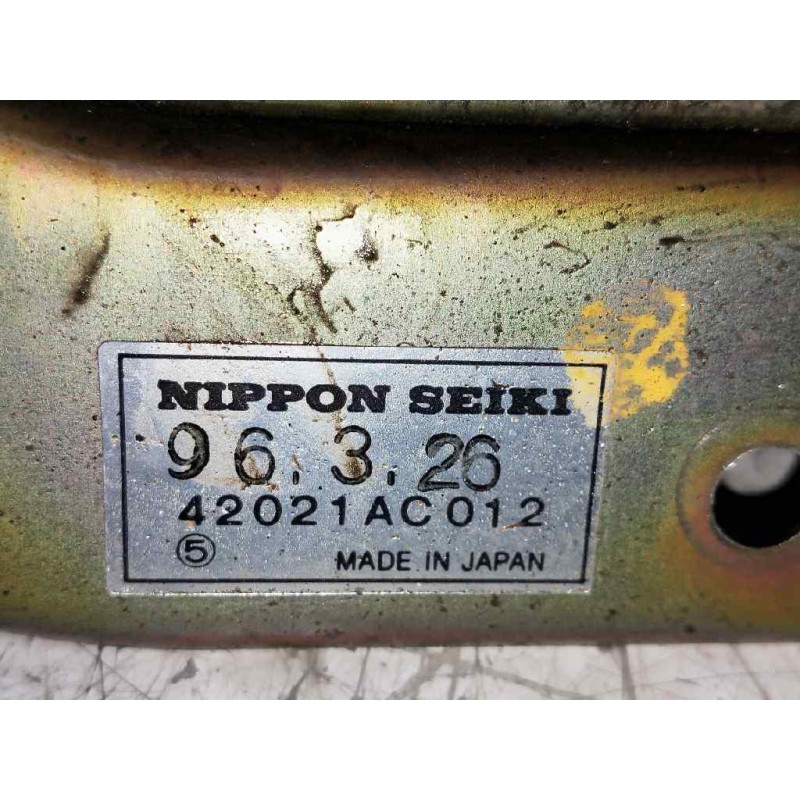 NIPPON SEIKI
96.3.26
42021AC012
⑤ MADE IN JAPAN